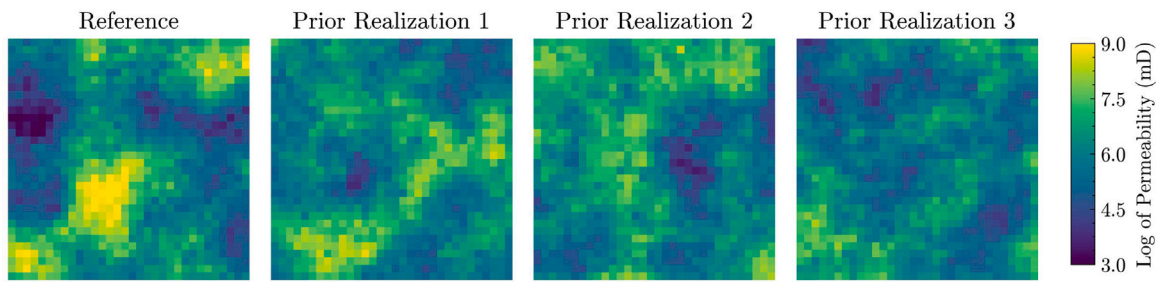 Reference
Prior Realization 1
Prior Realization 2
Prior Realization 3
9.0
7.5
6.0
4.5
3.0
Log of Permeability (mD)